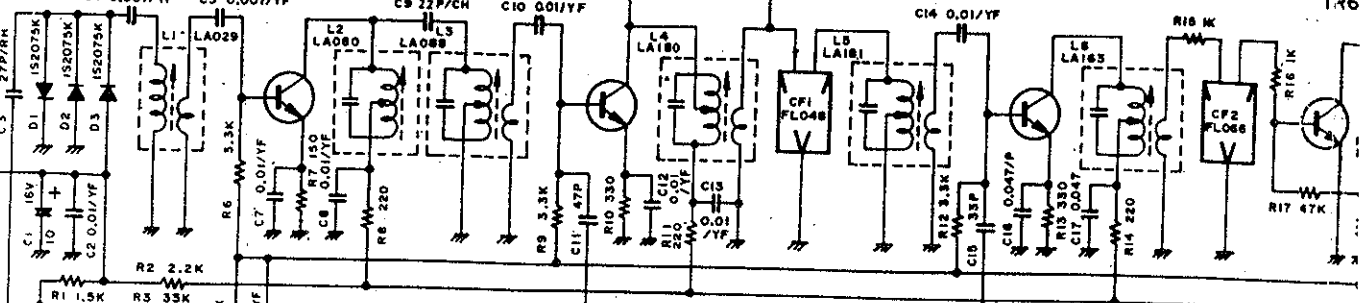 C5 0.001/YF
C9 22P/CH
C10 0.01/YF
C14 0.01/YF
TR6
27P/RH
C3
1S2075K
1S2075K
1S2075K
D1
D2
D3
L1
LA029
L2
LA060
L3
L4
LA180
L5
LA181
L6
LA163
R15 1K
R16 1K
CF1
FL048
CF2
FL066
3.3K
R6
C7 0.01/YF
R7 150
0.01/YF
C8
R8 220
R9 3.3K
47P
C11
R10 330
C12
0.01
/YF
C13
0.01
/YF
R11
220
R12 3.3K
33P
C15
C16 0.047/P
R13 330
C17 0.047
R14 220
R17 47K
16V
+
C1
10
C2 0.01/YF
R1 1.5K
R2 2.2K
R3 33K
K
/YF